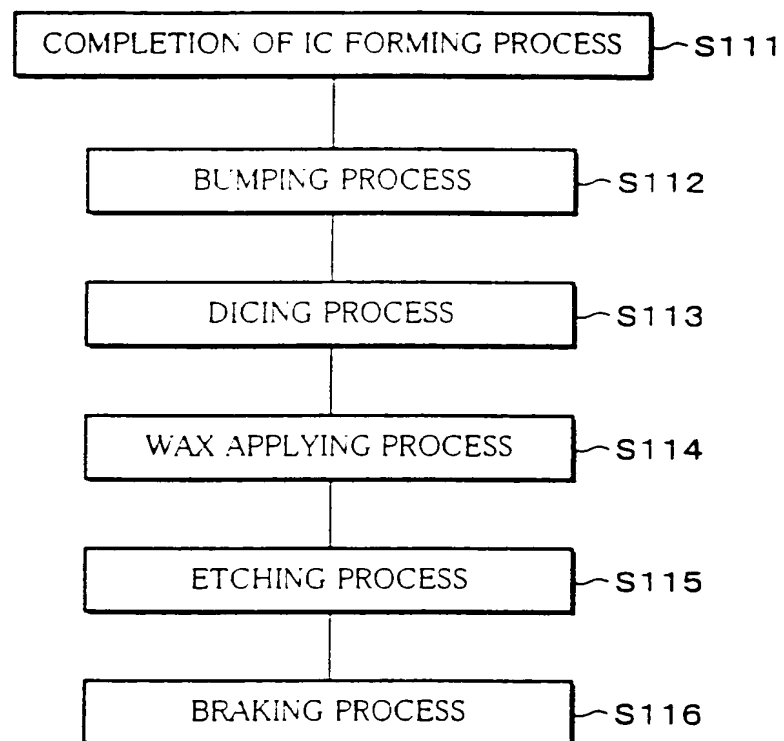 COMPLETION OF IC FORMING PROCESS S111
BUMPING PROCESS S112
DICING PROCESS S113
WAX APPLYING PROCESS S114
ETCHING PROCESS S115
BRAKING PROCESS S116